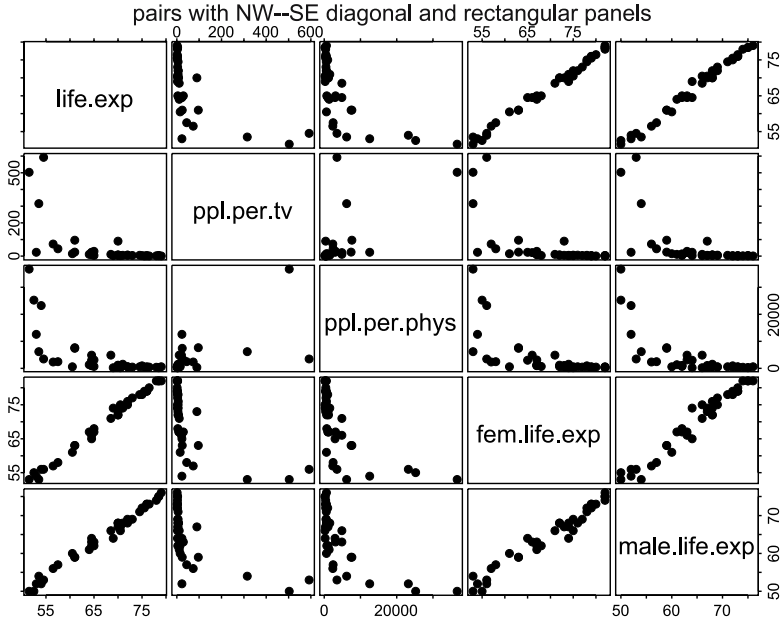 pairs with NW--SE diagonal and rectangular panels
0 200 400 600
55 65 75
life.exp
55 65 75
0 200 500
ppl.per.tv
ppl.per.phys
0 20000
55 65 75
fem.life.exp
male.life.exp
50 60 70
55 65 75
0 20000
50 60 70